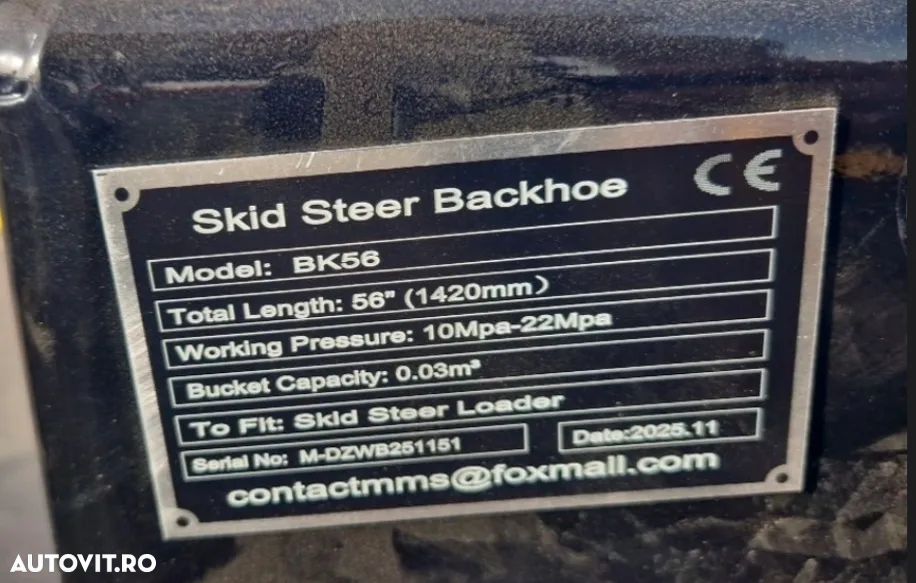 CE
Skid Steer Backhoe
Model: BK56
Total Length: 56" (1420mm）
Working Pressure: 10Mpa-22Mpa
Bucket Capacity: 0.03m³
To Fit: Skid Steer Loader
Serial No: M-DZWB251151 Date:2025.11
contactmms@foxmail.com
AUTOVIT.RO